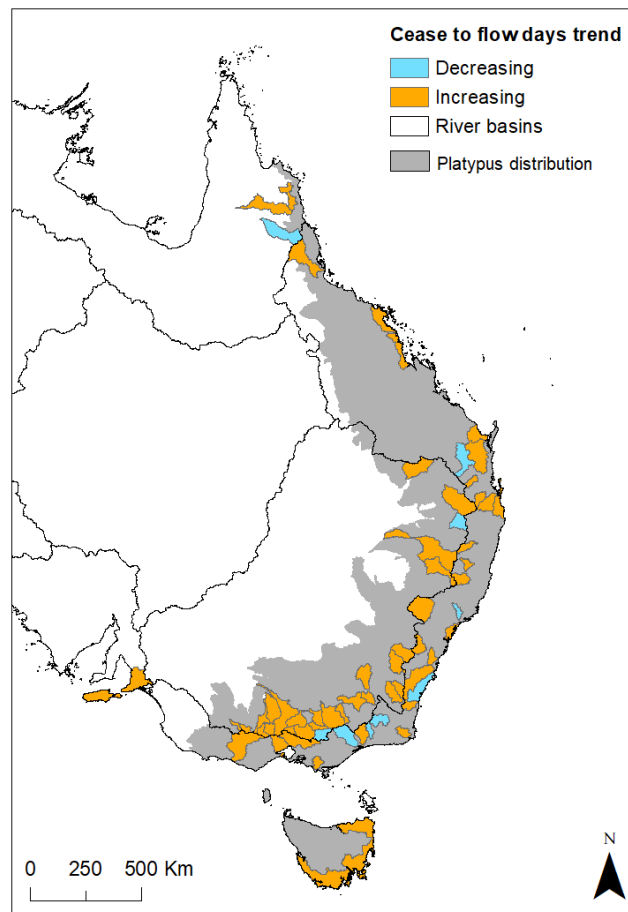 Cease to flow days trend
Decreasing
Increasing
River basins
Platypus distribution
N
0 250 500 Km